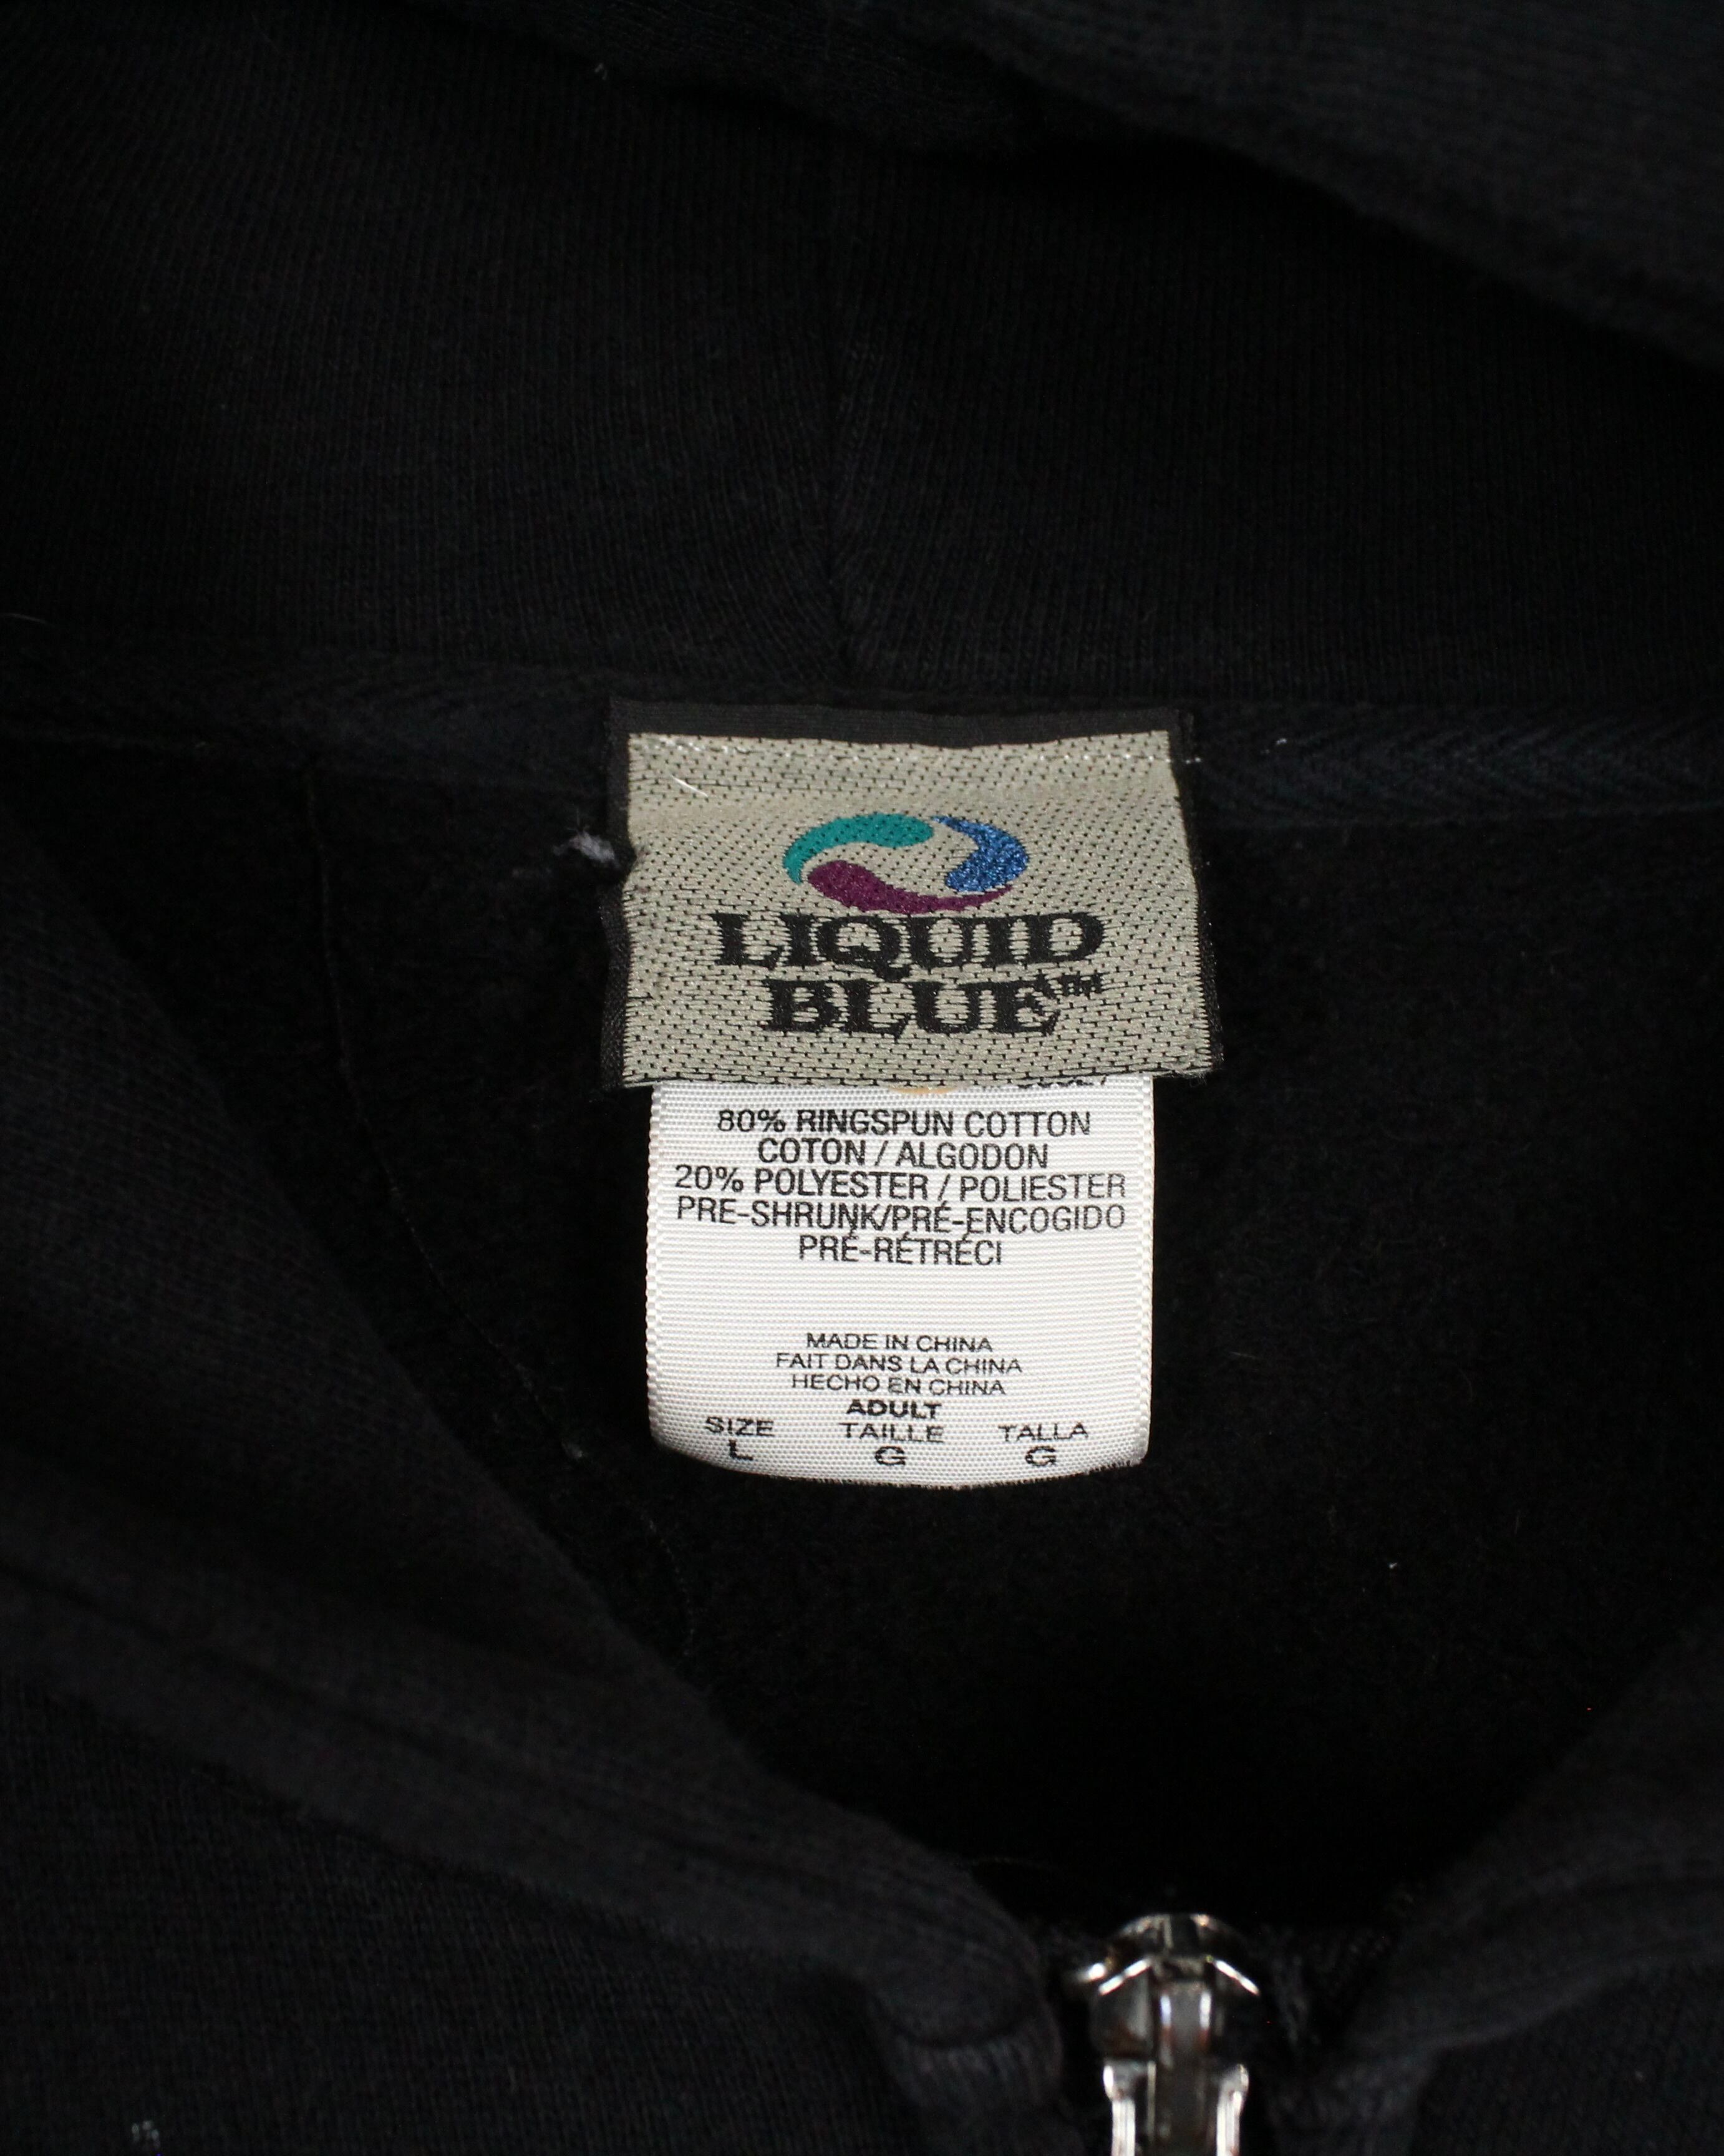 LIQUID
BLUE™
80% RINGSPUN COTTON
COTON / ALGODON
20% POLYESTER / POLIESTER
PRE-SHRUNK/PRÉ-ENCOGIDO
PRÉ-RÉTRÉCI
MADE IN CHINA
FAIT DANS LA CHINA
HECHO EN CHINA
ADULT
SIZE TAILLE TALLA
L G G